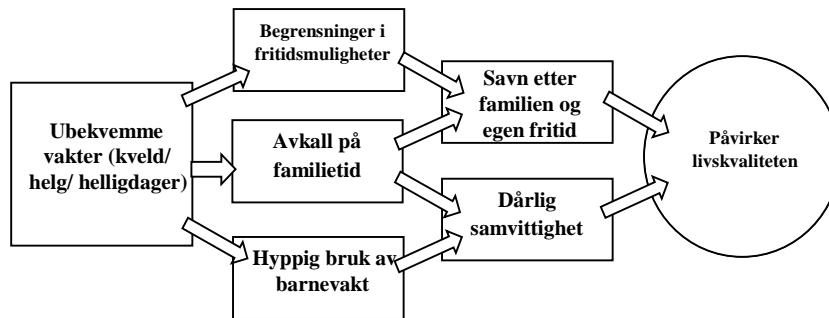 Ubekvemme
vakter (kveld/
helg/ helligdager)
Begrensninger i
fritidsmuligheter
Avkall på
familietid
Hyppig bruk av
barnevakt
Savn etter
familien og
egen fritid
Dårlig
samvittighet
Påvirker
livskvaliteten